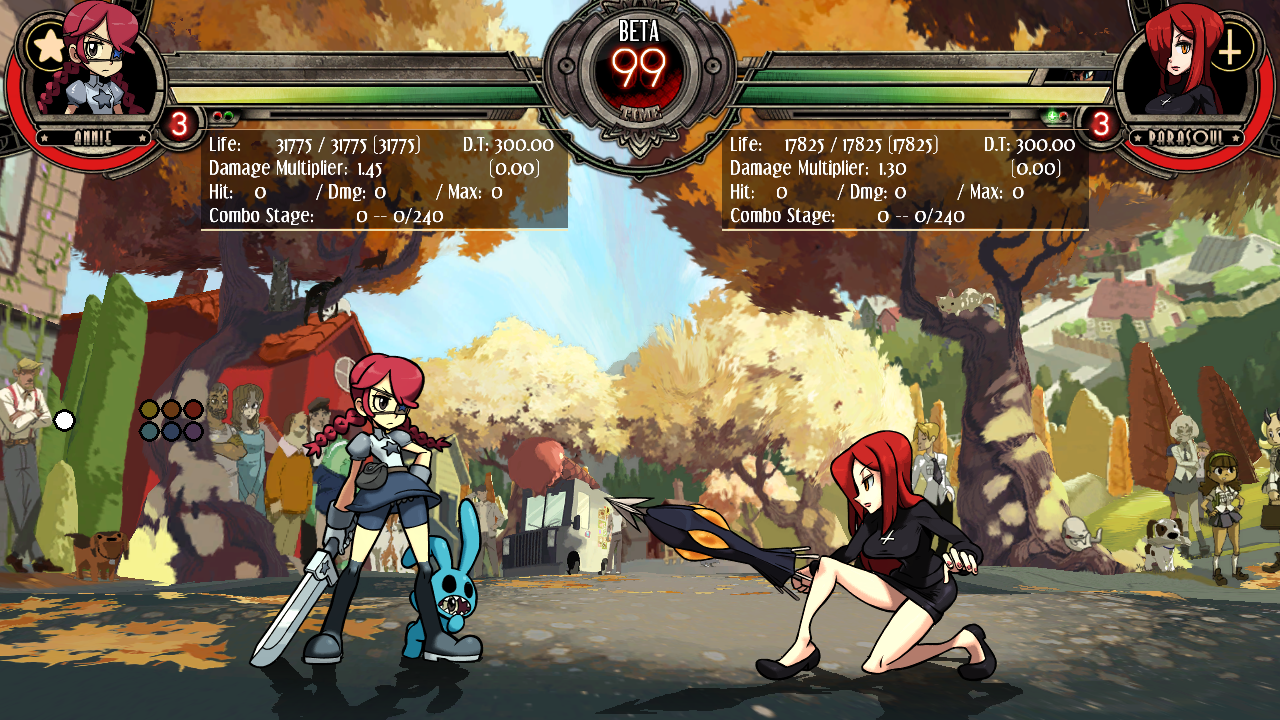 BETA
99
TIME
ANNIE
3
3
PARASOUL
Life: 31775 / 31775 (31775) D.T: 300.00
Damage Multiplier: 1.45 (0.00)
Hit: 0 / Dmg: 0 / Max: 0
Combo Stage: 0 -- 0/240
Life: 17825 / 17825 (17825) D.T: 300.00
Damage Multiplier: 1.30 (0.00)
Hit: 0 / Dmg: 0 / Max: 0
Combo Stage: 0 -- 0/240